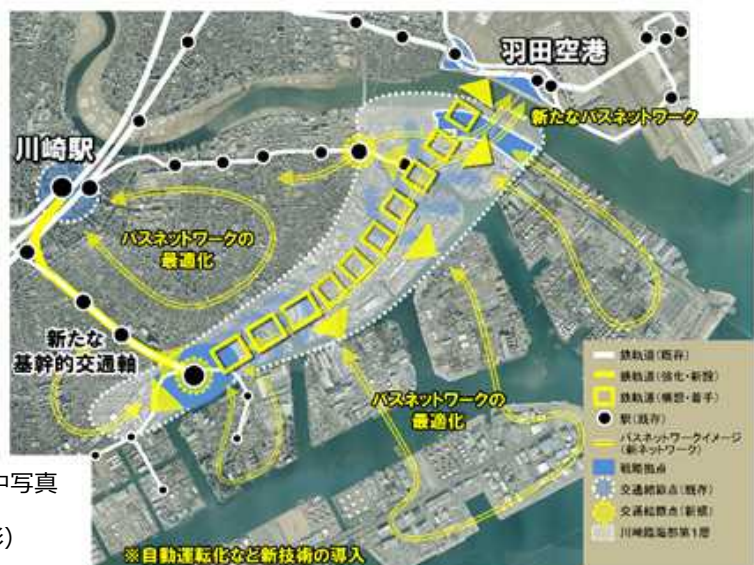 羽田空港
新たなバスネットワーク
川崎駅
バスネットワークの
最適化
新たな
基幹的交通軸
バスネットワークの
最適化
鉄軌道(既存)
鉄軌道(強化・新設)
鉄軌道(構想・着手)
駅(既存)
バスネットワークイメージ
(新ネットワーク)
戦略拠点
交通結節点(既存)
交通結節点(新規)
川崎臨海部第1層
中写真
※自動運転化など新技術の導入